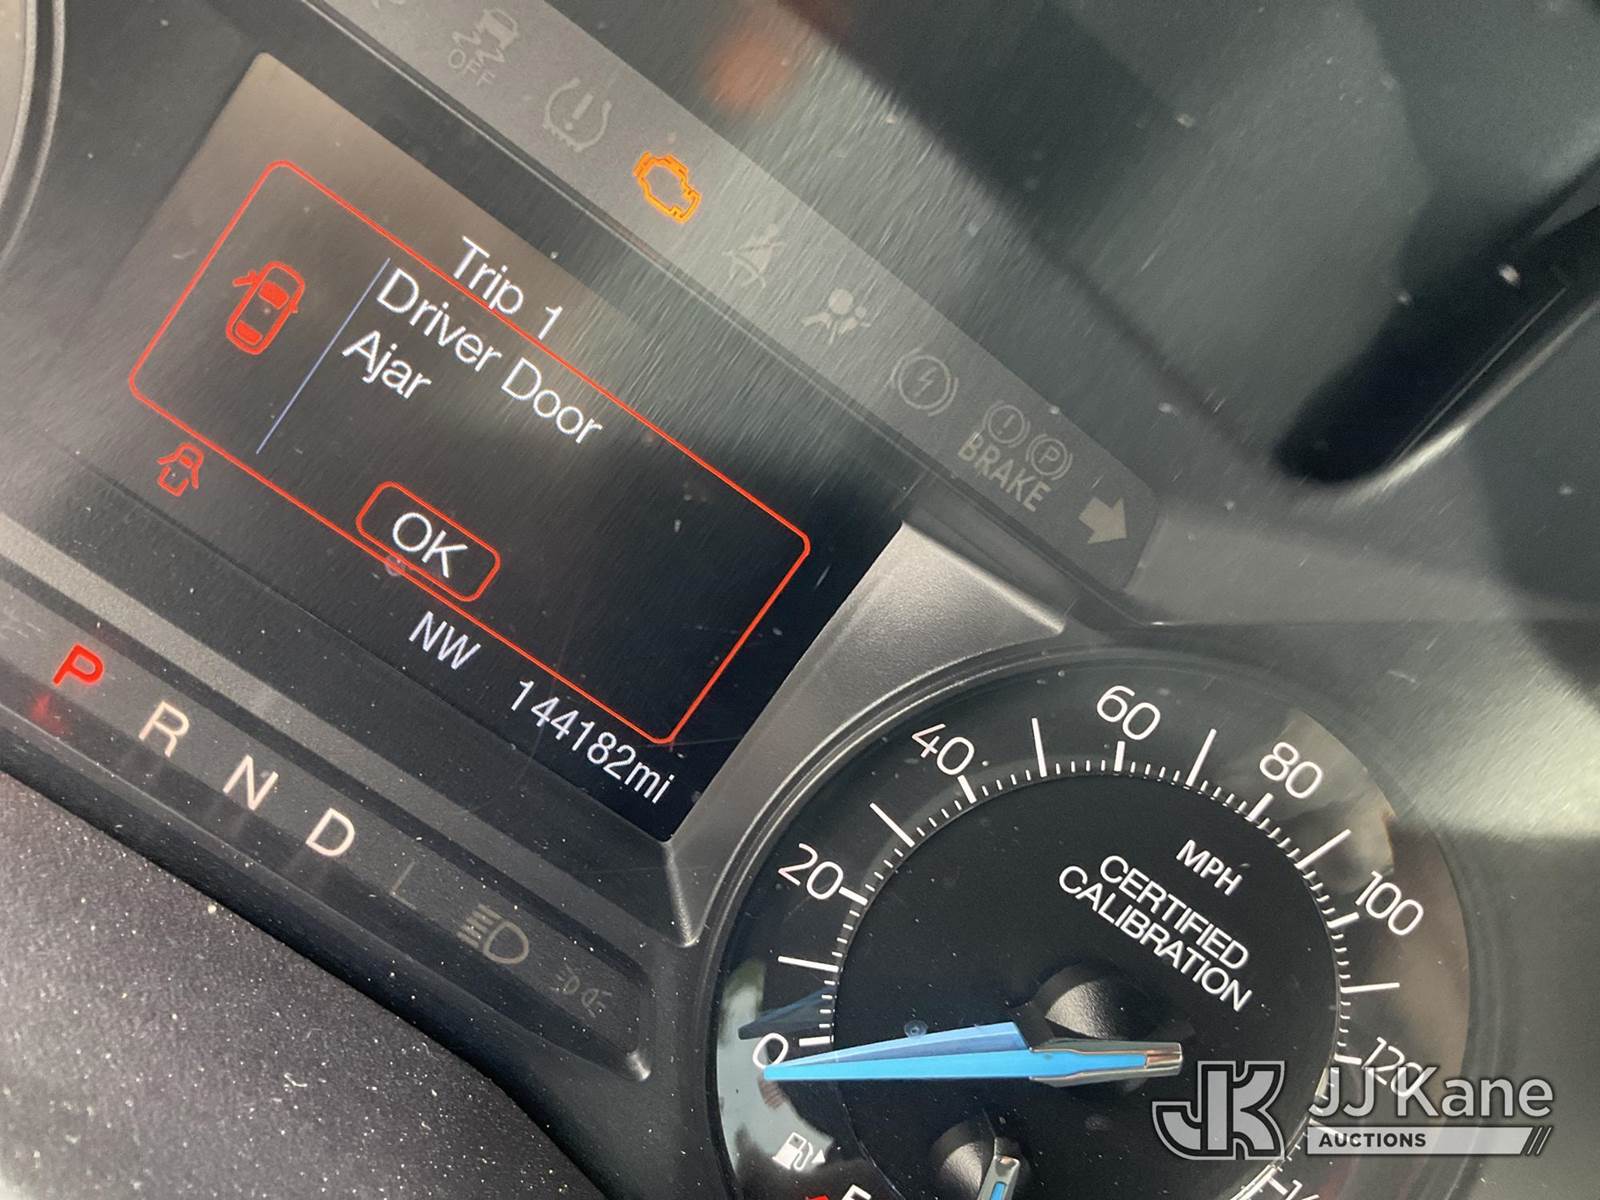 OFF
Trip 1
Driver Door
Ajar
OK
NW
144182mi
BRAKE
P
P R N D L
0 20 40 60 80 100 120
MPH
CERTIFIED
CALIBRATION
JJ Kane
AUCTIONS